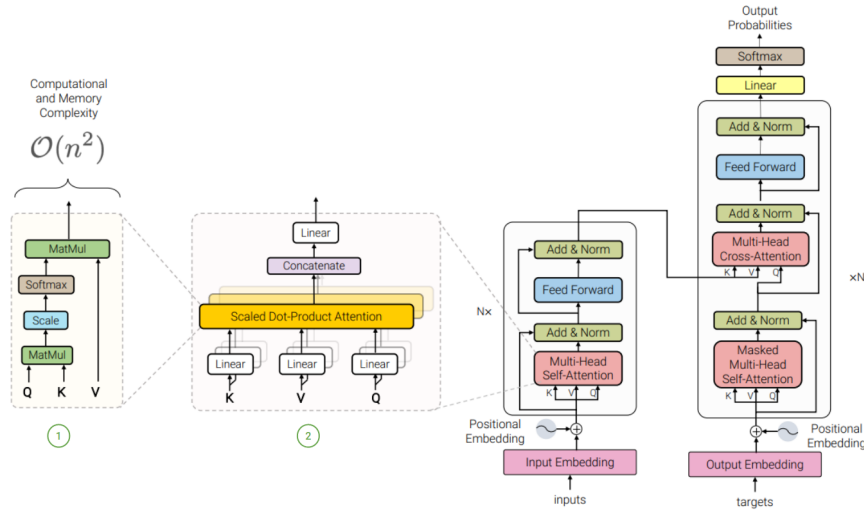 Computational
and Memory
Complexity
O(n²)
MatMul
Softmax
Scale
MatMul
Q K V
1
Linear
Concatenate
Scaled Dot-Product Attention
Linear Linear Linear
K V Q
2
N×
Add & Norm
Feed Forward
Add & Norm
Multi-Head
Self-Attention
K V Q
Positional
Embedding
Input Embedding
inputs
Output
Probabilities
Softmax
Linear
Add & Norm
Feed Forward
Add & Norm
Multi-Head
Cross-Attention
K V Q
×N
Add & Norm
Masked
Multi-Head
Self-Attention
K V Q
Positional
Embedding
Output Embedding
targets